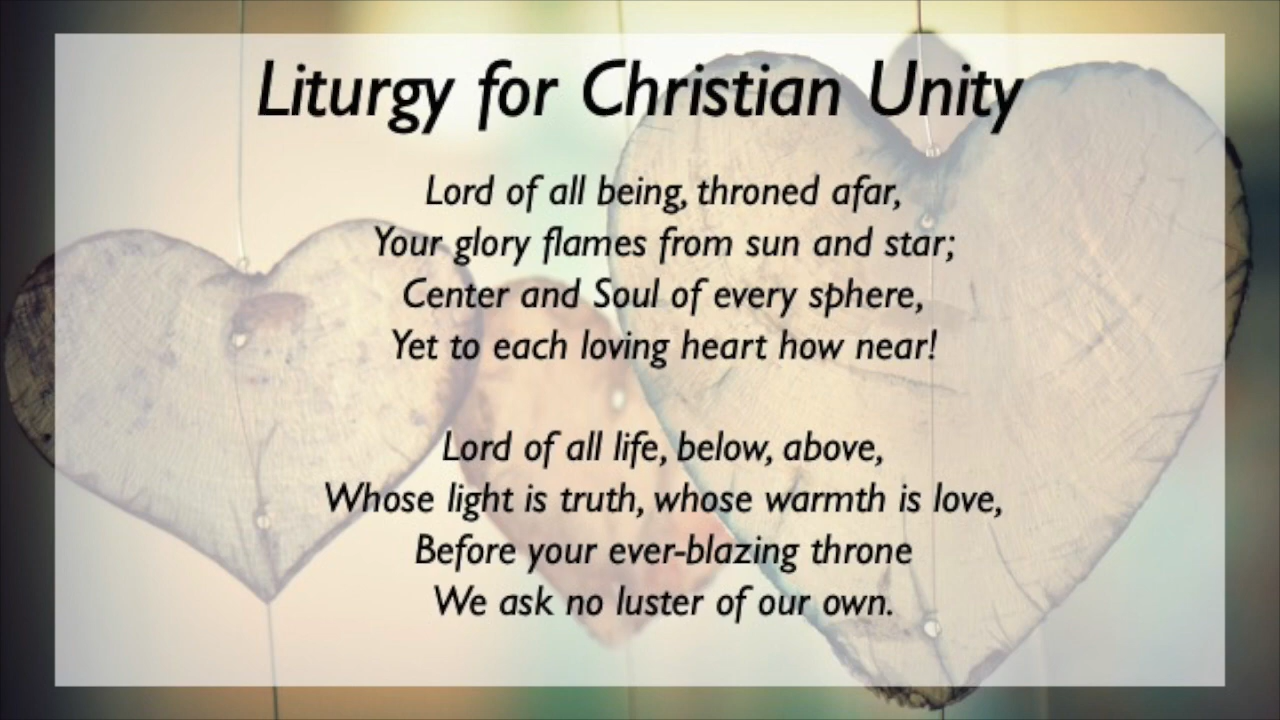 Liturgy for Christian Unity
Lord of all being, throned afar,
Your glory flames from sun and star;
Center and Soul of every sphere,
Yet to each loving heart how near!
Lord of all life, below, above,
Whose light is truth, whose warmth is love,
Before your ever-blazing throne
We ask no luster of our own.